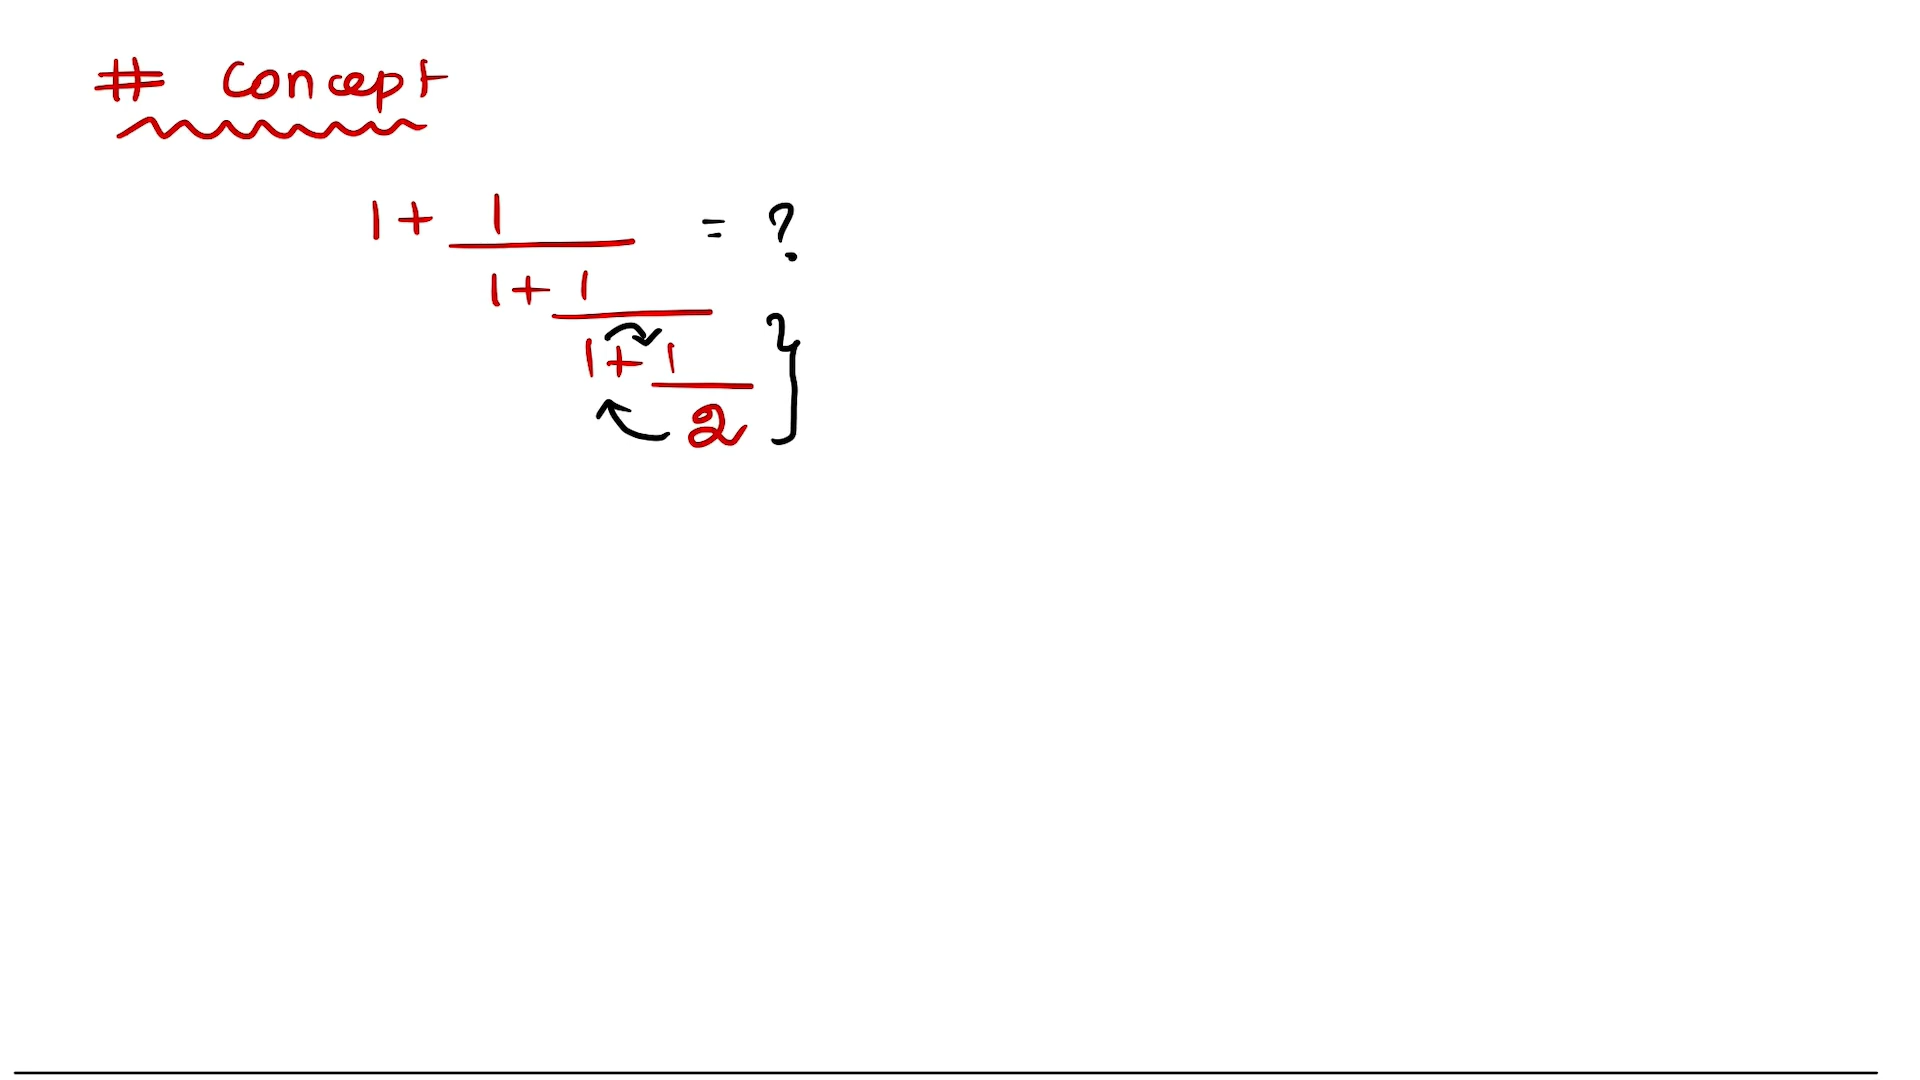 # Concept
1 + 1 = ?
1 + 1
1 + 1
2